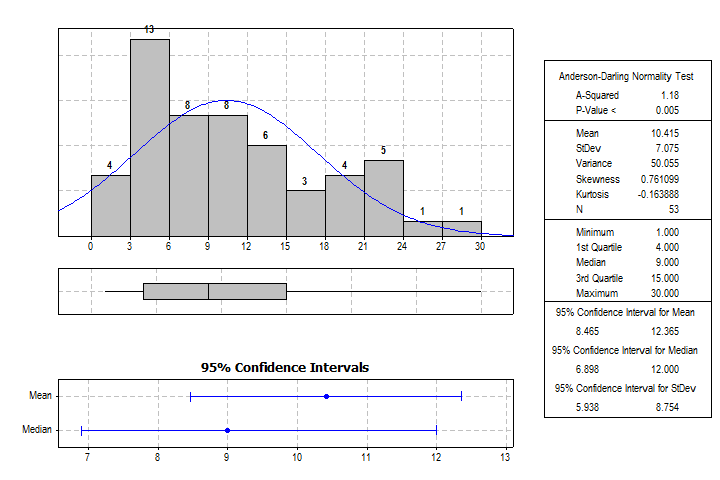 13
8 8
6
5
4 4
3
1 1
0 3 6 9 12 15 18 21 24 27 30
95% Confidence Intervals
Mean
Median
7 8 9 10 11 12 13
Anderson-Darling Normality Test
A-Squared 1.18
P-Value < 0.005
Mean 10.415
StDev 7.075
Variance 50.055
Skewness 0.761099
Kurtosis -0.163888
N 53
Minimum 1.000
1st Quartile 4.000
Median 9.000
3rd Quartile 15.000
Maximum 30.000
95% Confidence Interval for Mean
8.465 12.365
95% Confidence Interval for Median
6.898 12.000
95% Confidence Interval for StDev
5.938 8.754